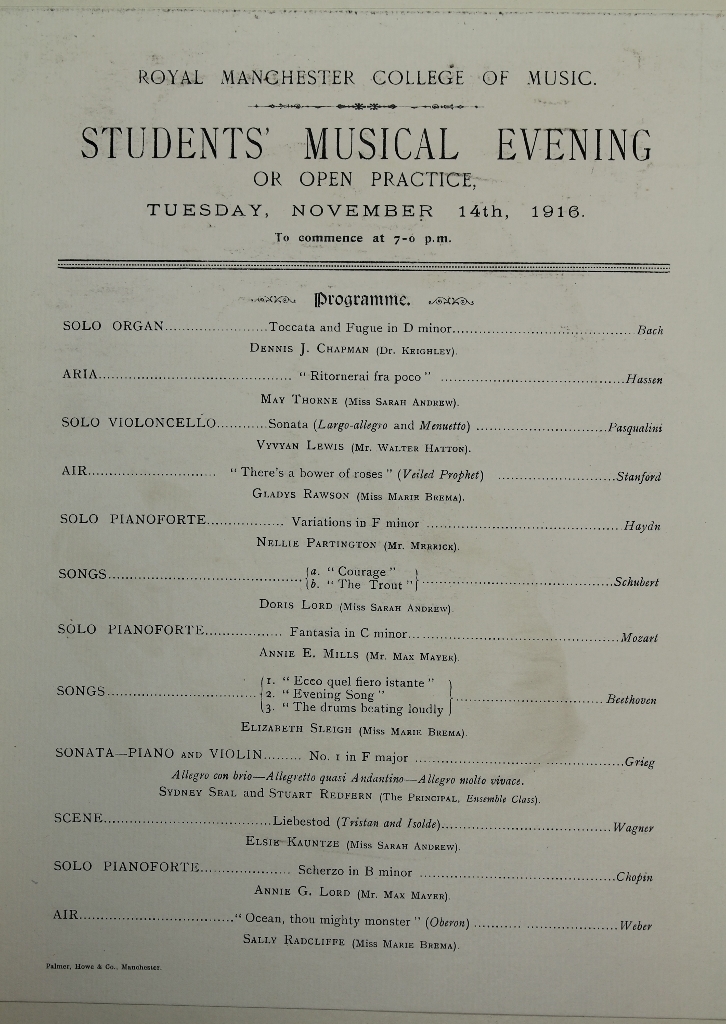 ROYAL MANCHESTER COLLEGE OF MUSIC.
STUDENTS' MUSICAL EVENING
OR OPEN PRACTICE,
TUESDAY, NOVEMBER 14th, 1916.
To commence at 7-0 p.m.
Programme.
SOLO ORGAN.......................Toccata and Fugue in D minor........................................ Bach
DENNIS J. CHAPMAN (DR. KEIGHLEY).
ARIA............................................ "Ritornerai fra poco" ..........................................Hassen
MAY THORNE (MISS SARAH ANDREW).
SOLO VIOLONCELLO...........Sonata (Largo-allegro and Menuetto) ..............................Pasqualini
VYVYAN LEWIS (MR. WALTER HATTON).
AIR............................. "There's a bower of roses" (Veiled Prophet) ...........................Stanford
GLADYS RAWSON (MISS MARIE BREMA).
SOLO PIANOFORTE................. Variations in F minor ........................................... Haydn
NELLIE PARTINGTON (MR. MERRICK).
SONGS............................................{a. "Courage" }
{b. "The Trout"}............................................Schubert
DORIS LORD (MISS SARAH ANDREW).
SOLO PIANOFORTE................. Fantasia in C minor................................................Mozart
ANNIE E. MILLS (MR. MAX MAYER).
SONGS..................................{1. "Ecco quel fiero istante" }
{2. "Evening Song" }..................................Beethoven
{3. "The drums beating loudly }
ELIZABETH SLEIGH (MISS MARIE BREMA).
SONATA—PIANO AND VIOLIN......... No. 1 in F major ................................................Grieg
Allegro con brio—Allegretto quasi Andantino—Allegro molto vivace.
SYDNEY SEAL and STUART REDFERN (THE PRINCIPAL, Ensemble Class).
SCENE......................................Liebestod (Tristan and Isolde).......................................Wagner
ELSIE KAUNTZE (MISS SARAH ANDREW).
SOLO PIANOFORTE.................... Scherzo in B minor .............................................Chopin
ANNIE G. LORD (MR. MAX MAYER).
AIR..................................."Ocean, thou mighty monster" (Oberon) .................................Weber
SALLY RADCLIFFE (MISS MARIE BREMA).
Palmer, Howe & Co., Manchester.